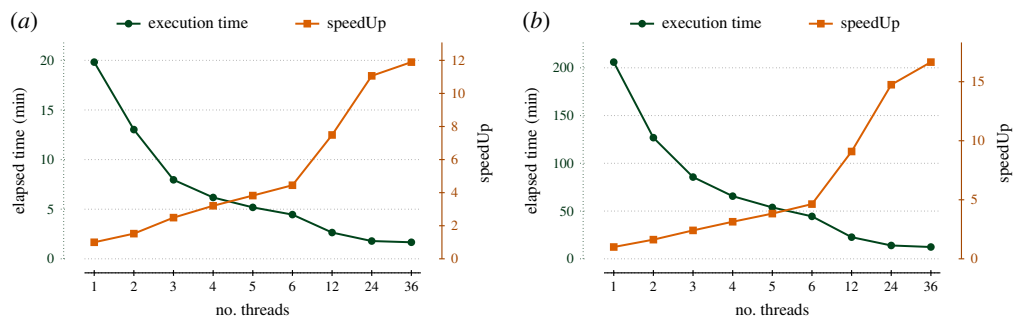 (a) execution time speedUp
20
15
10
5
0
elapsed time (min)
12
10
8
6
4
2
0
speedUp
1 2 3 4 5 6 12 24 36
no. threads
(b) execution time speedUp
200
150
100
50
0
elapsed time (min)
15
10
5
0
speedUp
1 2 3 4 5 6 12 24 36
no. threads